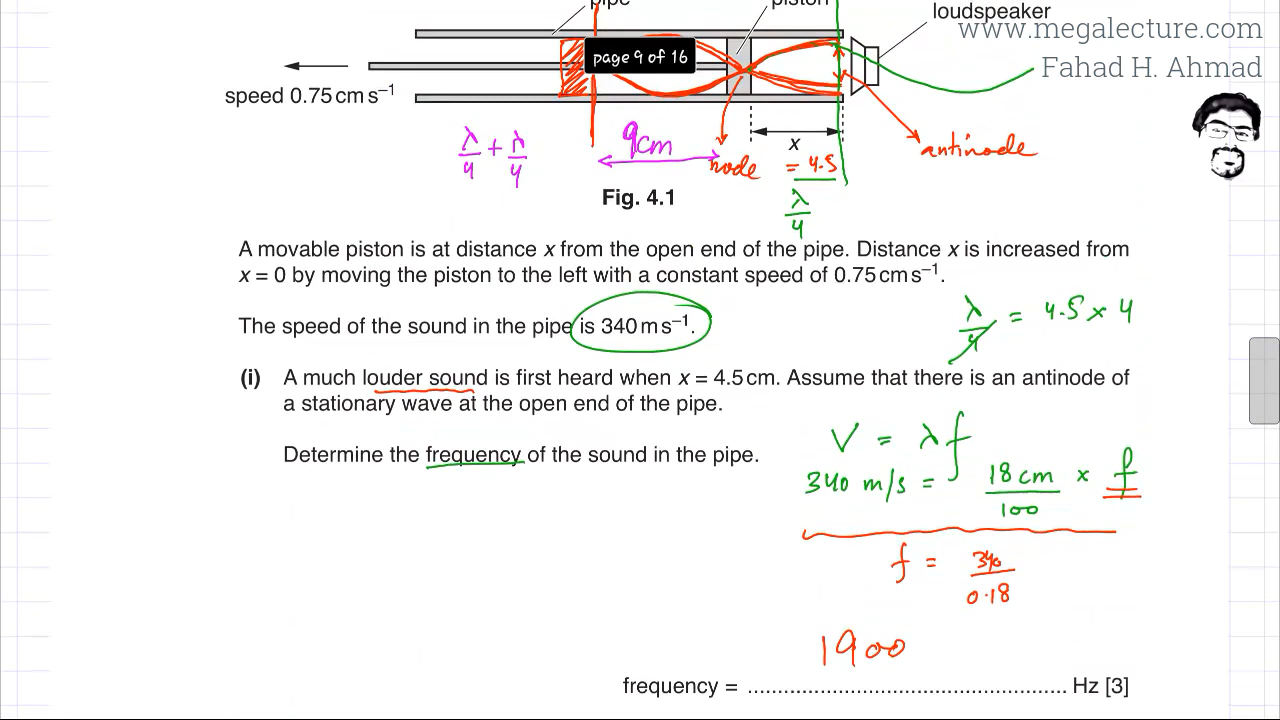 pipe
piston
loudspeaker
www.megalecture.com
Fahad H. Ahmad
page 9 of 16
speed 0.75 cm s⁻¹
λ/4 + λ/4
9cm
node
x
= 4.5
λ/4
antinode
Fig. 4.1
A movable piston is at distance x from the open end of the pipe. Distance x is increased from
x = 0 by moving the piston to the left with a constant speed of 0.75 cm s⁻¹.
The speed of the sound in the pipe is 340 m s⁻¹.
λ/4 = 4.5 × 4
(i) A much louder sound is first heard when x = 4.5 cm. Assume that there is an antinode of
a stationary wave at the open end of the pipe.
Determine the frequency of the sound in the pipe.
V = λf
340 m/s = 18 cm/100 × f
f = 340/0.18
1900
frequency = ...................................................... Hz [3]